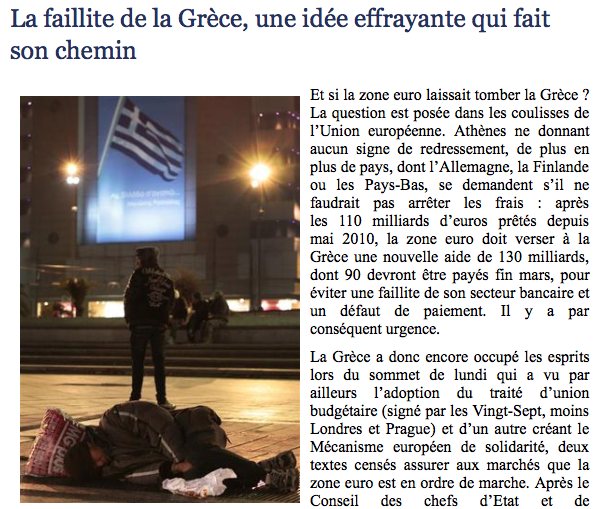 La faillite de la Grèce, une idée effrayante qui fait
son chemin
Et si la zone euro laissait tomber la Grèce ?
La question est posée dans les coulisses de
l’Union européenne. Athènes ne donnant
aucun signe de redressement, de plus en
plus de pays, dont l’Allemagne, la Finlande
ou les Pays-Bas, se demandent s’il ne
faudrait pas arrêter les frais : après
les 110 milliards d’euros prêtés depuis
mai 2010, la zone euro doit verser à la
Grèce une nouvelle aide de 130 milliards,
dont 90 devront être payés fin mars, pour
éviter une faillite de son secteur bancaire et
un défaut de paiement. Il y a par
conséquent urgence.
La Grèce a donc encore occupé les esprits
lors du sommet de lundi qui a vu par
ailleurs l’adoption du traité d’union
budgétaire (signé par les Vingt-Sept, moins
Londres et Prague) et d’un autre créant le
Mécanisme européen de solidarité, deux
textes censés assurer aux marchés que la
zone euro est en ordre de marche. Après le
Conseil des chefs d’Etat et de